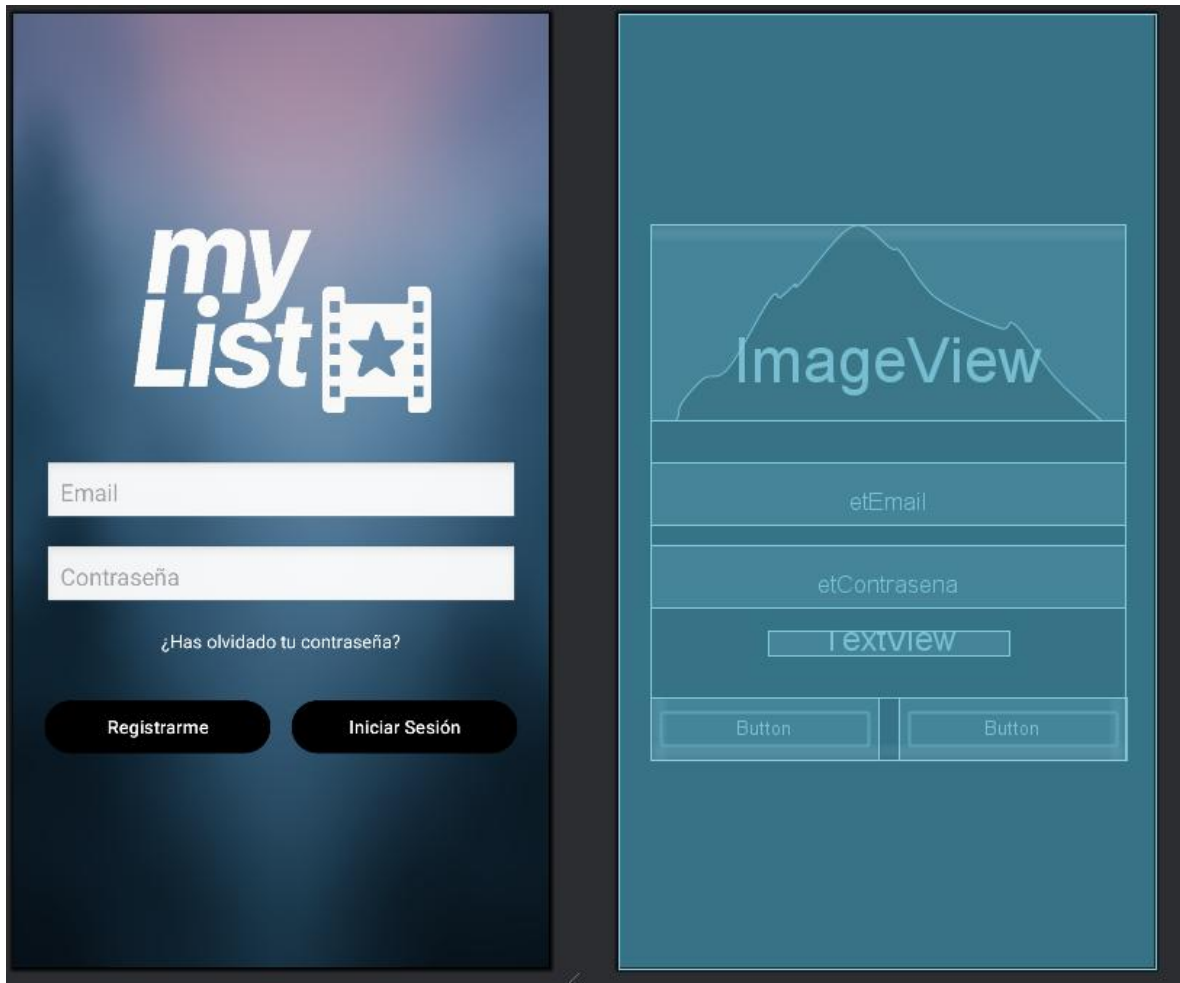 my
List
Email
Contraseña
¿Has olvidado tu contraseña?
Registrarme
Iniciar Sesión
ImageView
etEmail
etContrasena
TextView
Button
Button